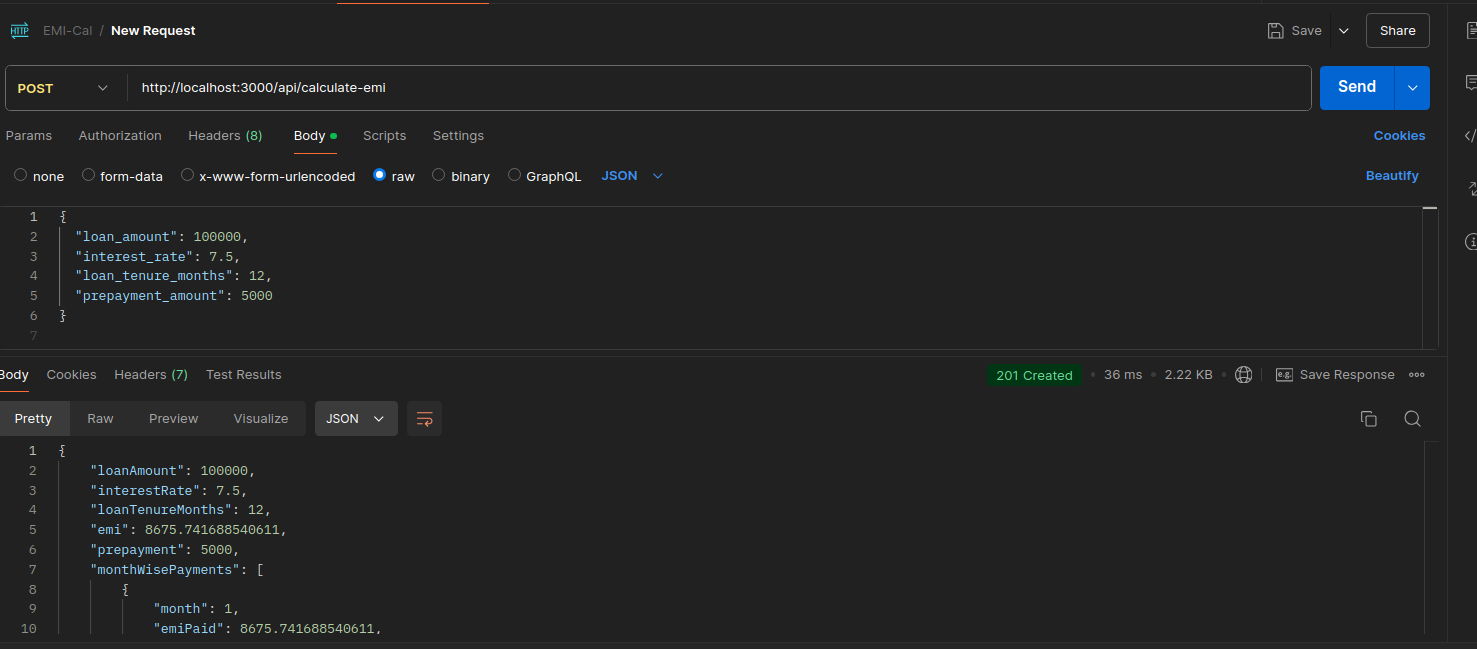 HTTP EMI-Cal / New Request Save Share
POST http://localhost:3000/api/calculate-emi Send
Params Authorization Headers (8) Body Scripts Settings Cookies
none form-data x-www-form-urlencoded raw binary GraphQL JSON Beautify
1 {
2 "loan_amount": 100000,
3 "interest_rate": 7.5,
4 "loan_tenure_months": 12,
5 "prepayment_amount": 5000
6 }
7
Body Cookies Headers (7) Test Results 201 Created 36 ms 2.22 KB e.g. Save Response
Pretty Raw Preview Visualize JSON
1 {
2 "loanAmount": 100000,
3 "interestRate": 7.5,
4 "loanTenureMonths": 12,
5 "emi": 8675.741688540611,
6 "prepayment": 5000,
7 "monthWisePayments": [
8 {
9 "month": 1,
10 "emiPaid": 8675.741688540611,